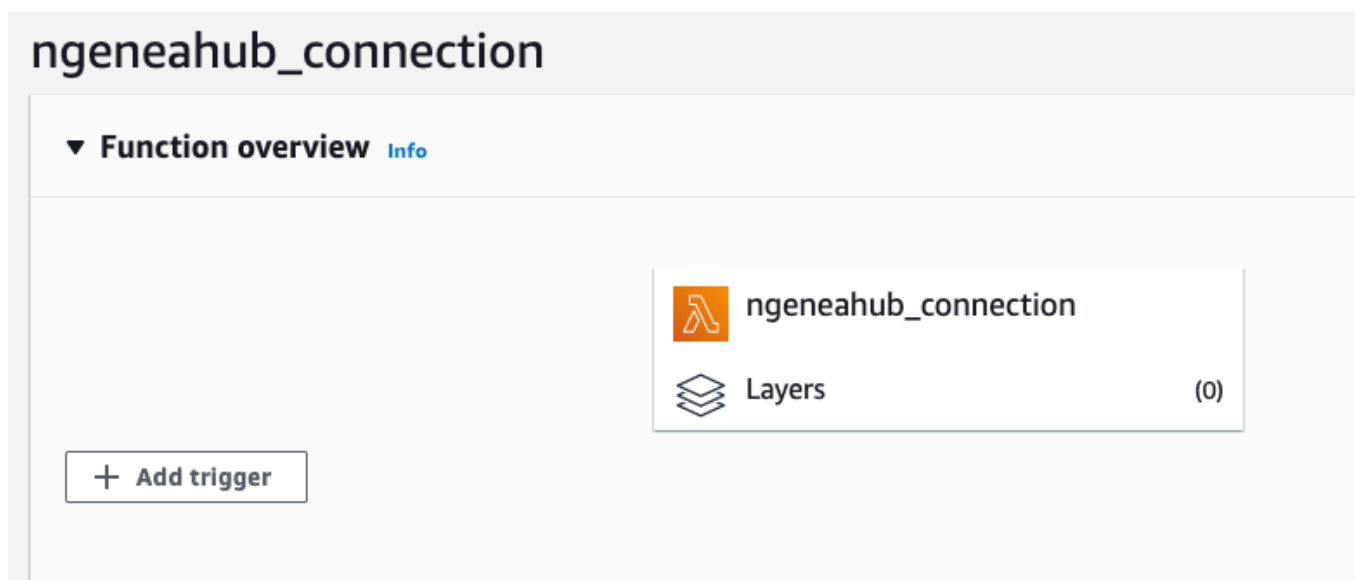 ngeneahub_connection
Function overview Info
ngeneahub_connection
Layers (0)
+ Add trigger